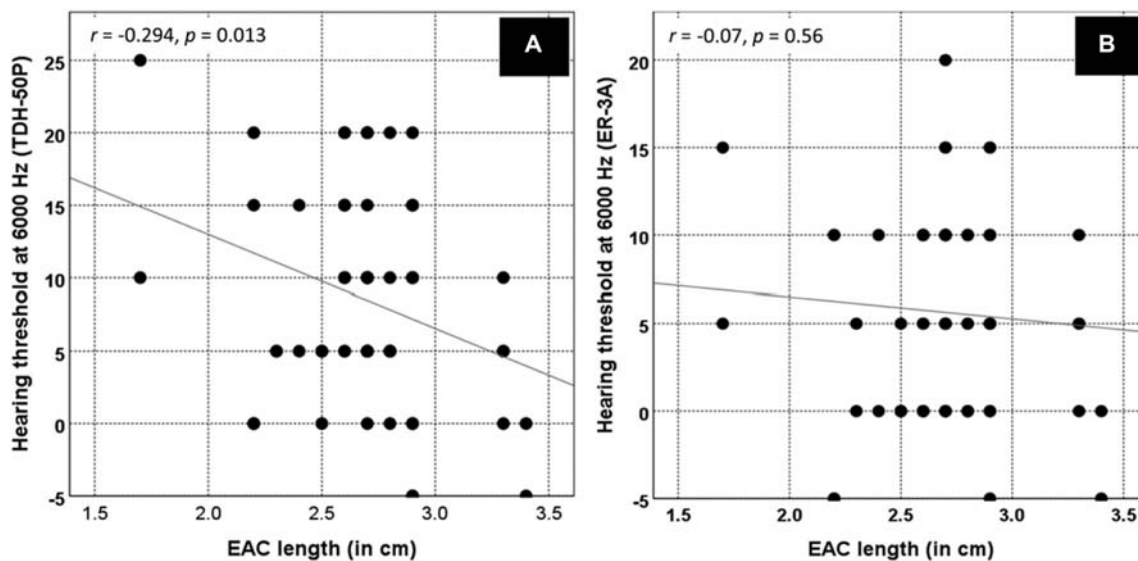 r = -0.294, p = 0.013
A
Hearing threshold at 6000 Hz (TDH-50P)
25
20
15
10
5
0
-5
1.5 2.0 2.5 3.0 3.5
EAC length (in cm)
r = -0.07, p = 0.56
B
Hearing threshold at 6000 Hz (ER-3A)
20
15
10
5
0
-5
1.5 2.0 2.5 3.0 3.5
EAC length (in cm)